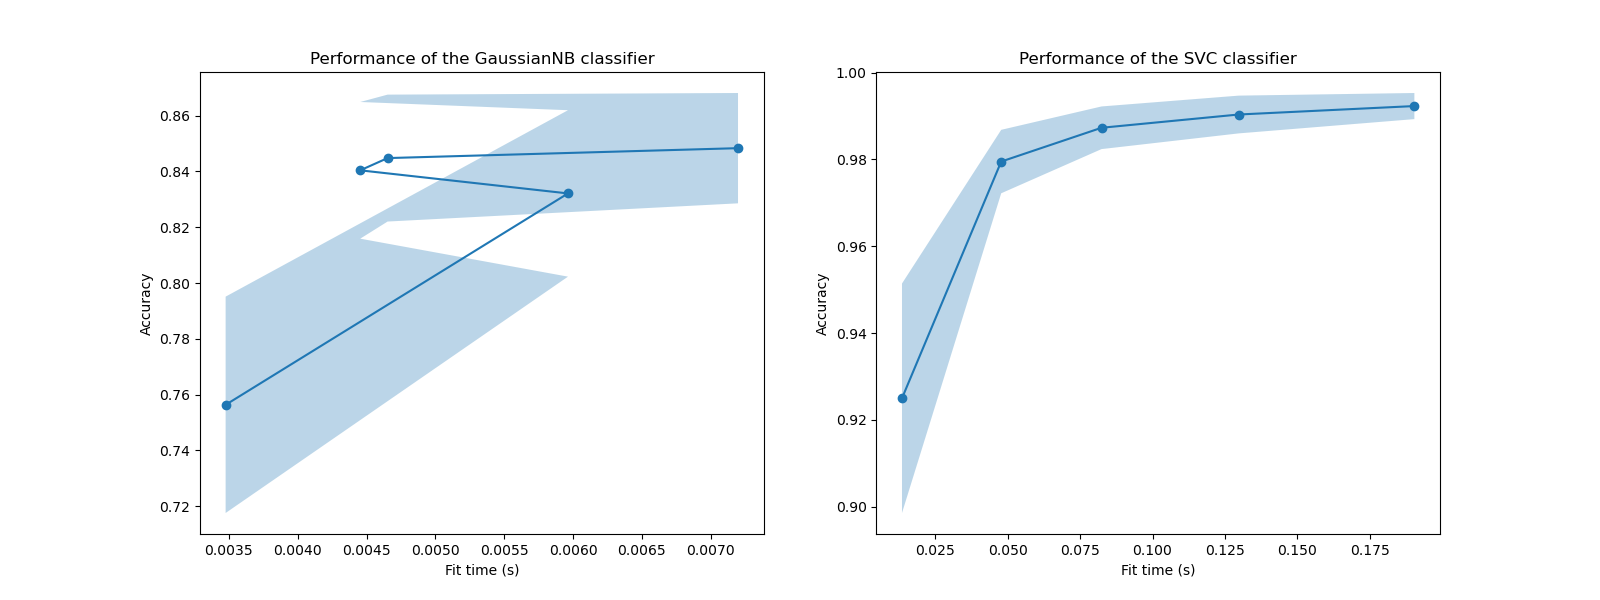 Performance of the GaussianNB classifier
0.86
0.84
0.82
0.80
0.78
0.76
0.74
0.72
Accuracy
0.0035 0.0040 0.0045 0.0050 0.0055 0.0060 0.0065 0.0070
Fit time (s)
Performance of the SVC classifier
1.00
0.98
0.96
0.94
0.92
0.90
Accuracy
0.025 0.050 0.075 0.100 0.125 0.150 0.175
Fit time (s)